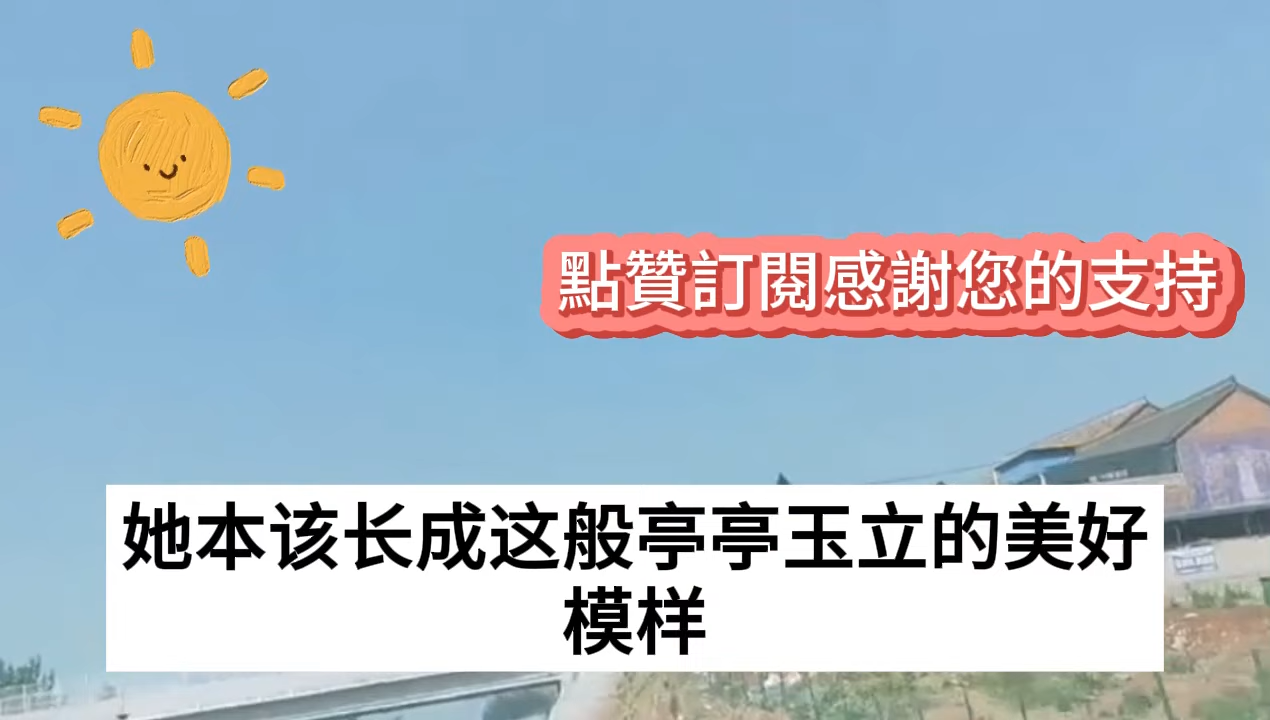 點贊訂閱感謝您的支持
她本该长成这般亭亭玉立的美好
模样